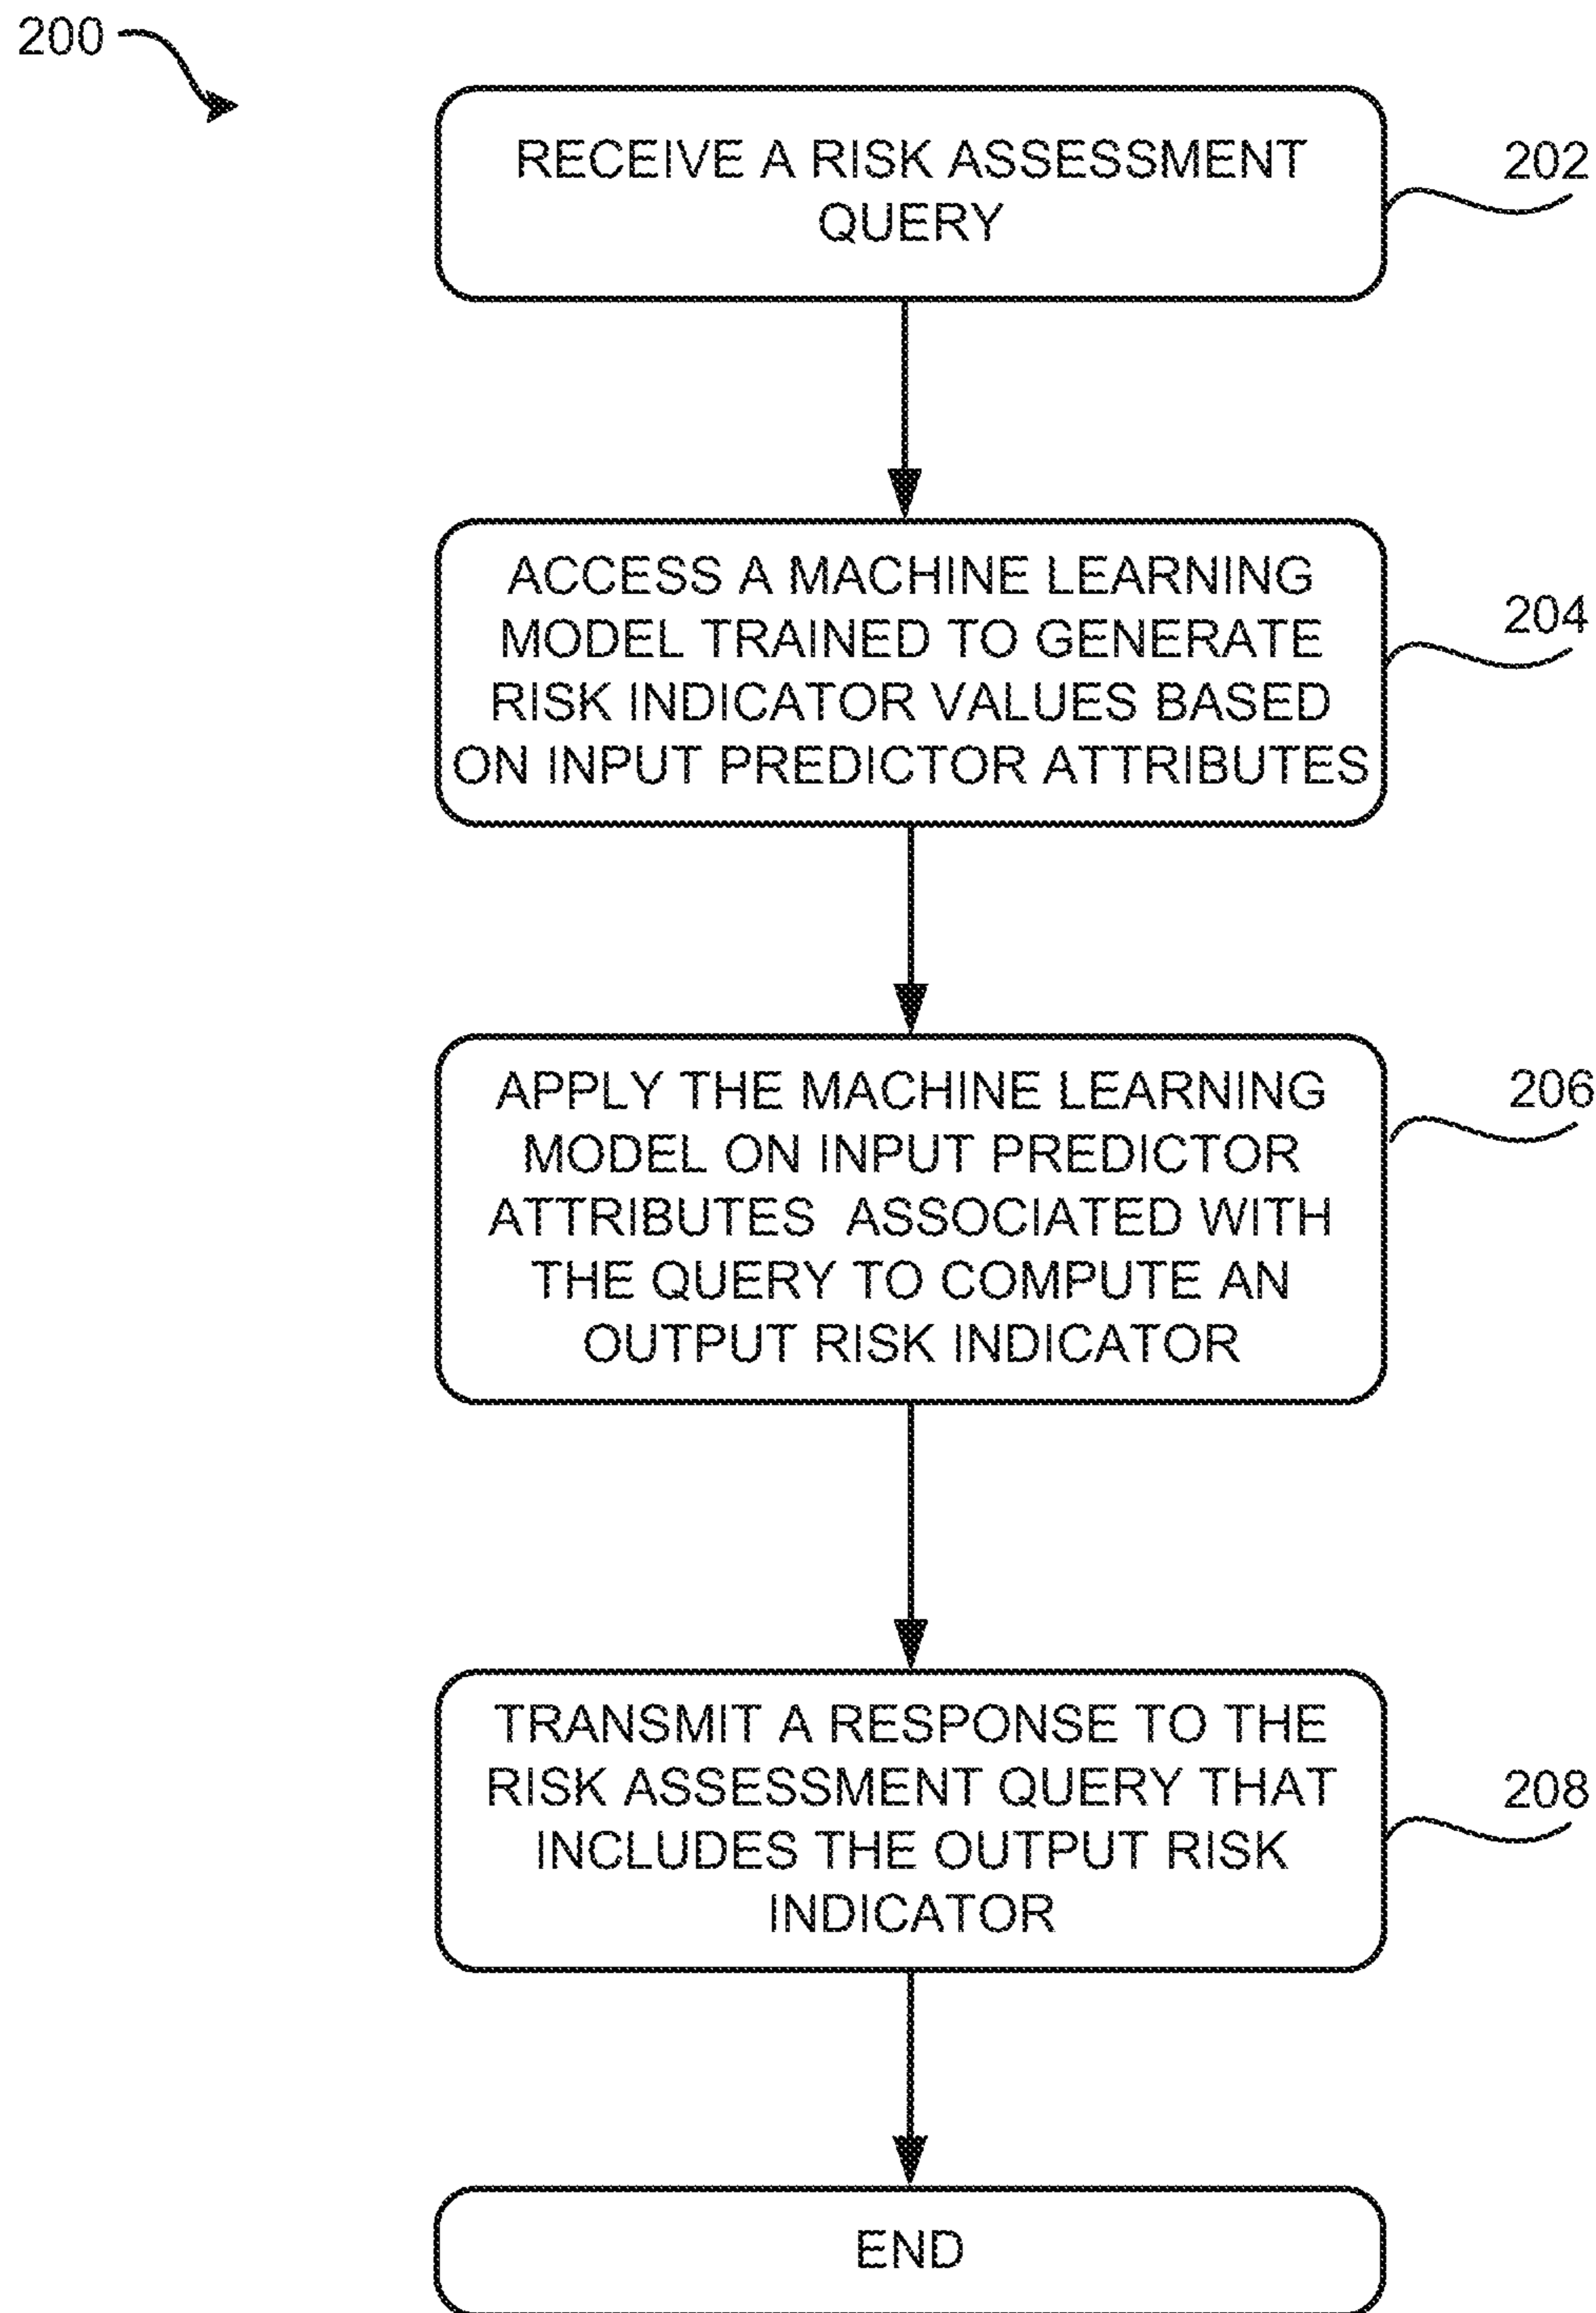 200
RECEIVE A RISK ASSESSMENT
QUERY
202
ACCESS A MACHINE LEARNING
MODEL TRAINED TO GENERATE
RISK INDICATOR VALUES BASED
ON INPUT PREDICTOR ATTRIBUTES
204
APPLY THE MACHINE LEARNING
MODEL ON INPUT PREDICTOR
ATTRIBUTES ASSOCIATED WITH
THE QUERY TO COMPUTE AN
OUTPUT RISK INDICATOR
206
TRANSMIT A RESPONSE TO THE
RISK ASSESSMENT QUERY THAT
INCLUDES THE OUTPUT RISK
INDICATOR
208
END